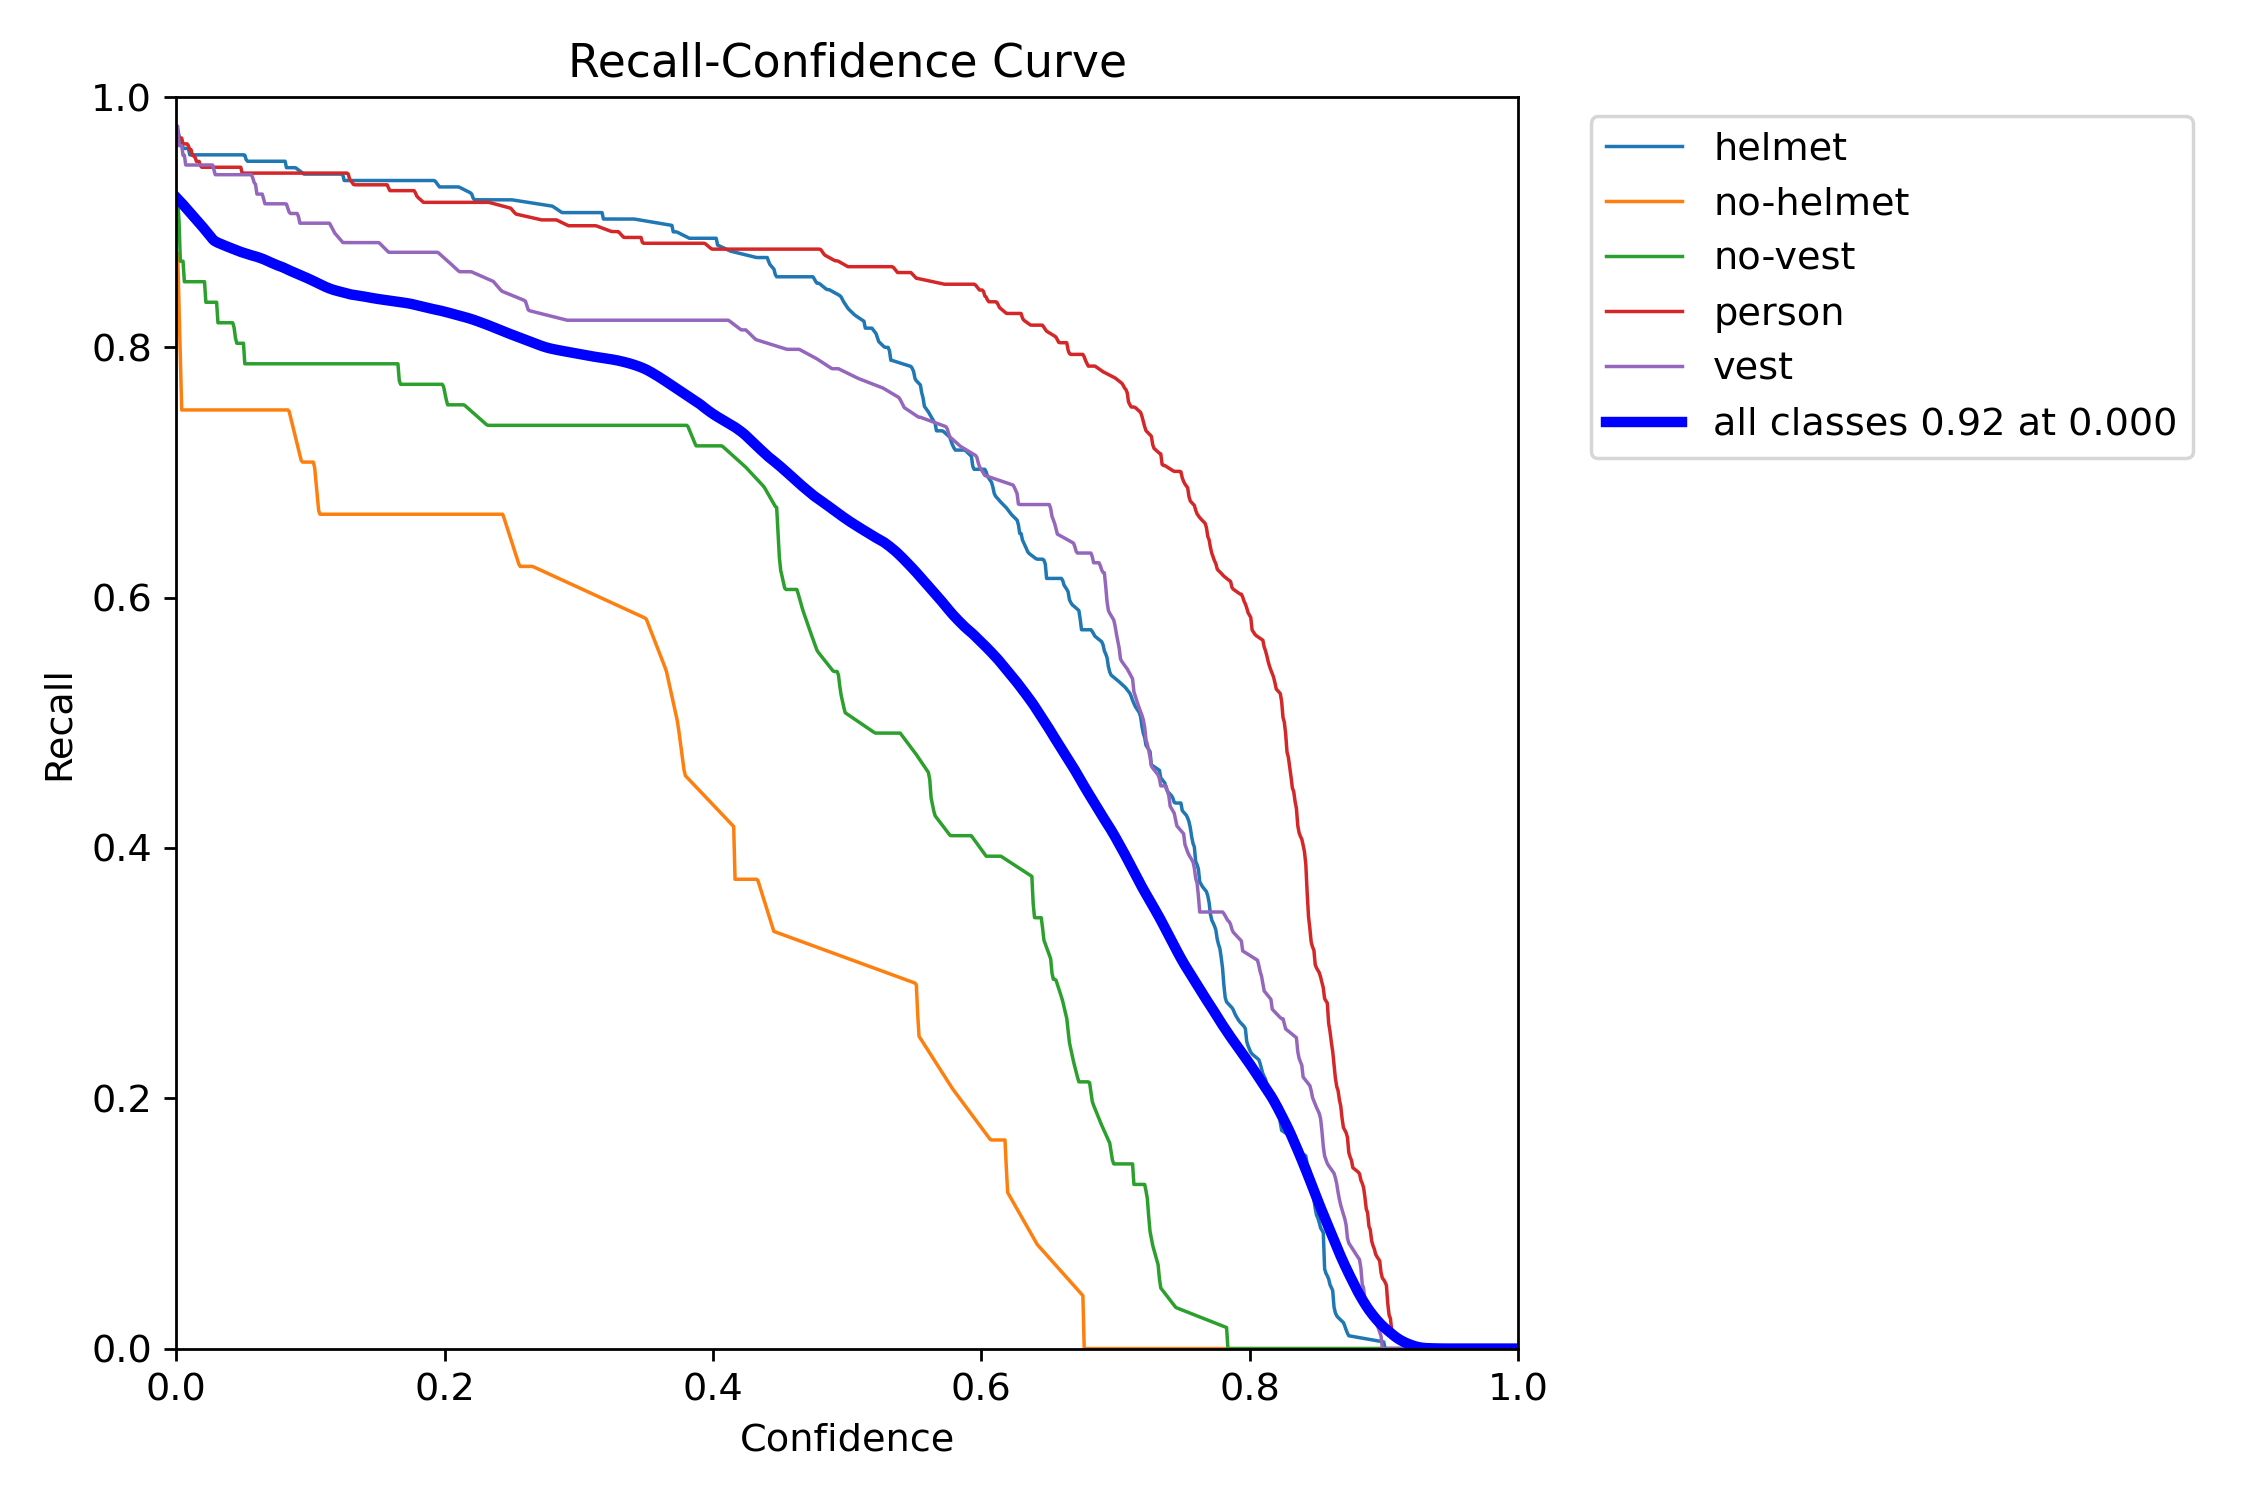 Recall-Confidence Curve
1.0
0.8
0.6
0.4
0.2
0.0
Recall
0.0 0.2 0.4 0.6 0.8 1.0
Confidence
helmet
no-helmet
no-vest
person
vest
all classes 0.92 at 0.000